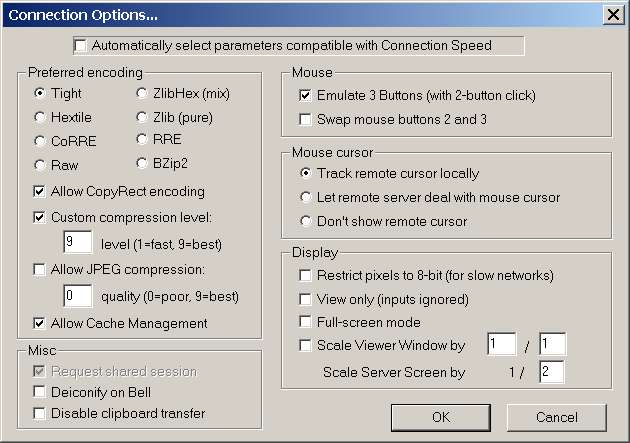 Connection Options...
Automatically select parameters compatible with Connection Speed
Preferred encoding
Tight
ZlibHex (mix)
Hextile
Zlib (pure)
CoRRE
RRE
Raw
BZip2
Allow CopyRect encoding
Custom compression level:
9 level (1=fast, 9=best)
Allow JPEG compression:
0 quality (0=poor, 9=best)
Allow Cache Management
Misc
Request shared session
Deiconify on Bell
Disable clipboard transfer
Mouse
Emulate 3 Buttons (with 2-button click)
Swap mouse buttons 2 and 3
Mouse cursor
Track remote cursor locally
Let remote server deal with mouse cursor
Don't show remote cursor
Display
Restrict pixels to 8-bit (for slow networks)
View only (inputs ignored)
Full-screen mode
Scale Viewer Window by 1 / 1
Scale Server Screen by 1 / 2
OK
Cancel